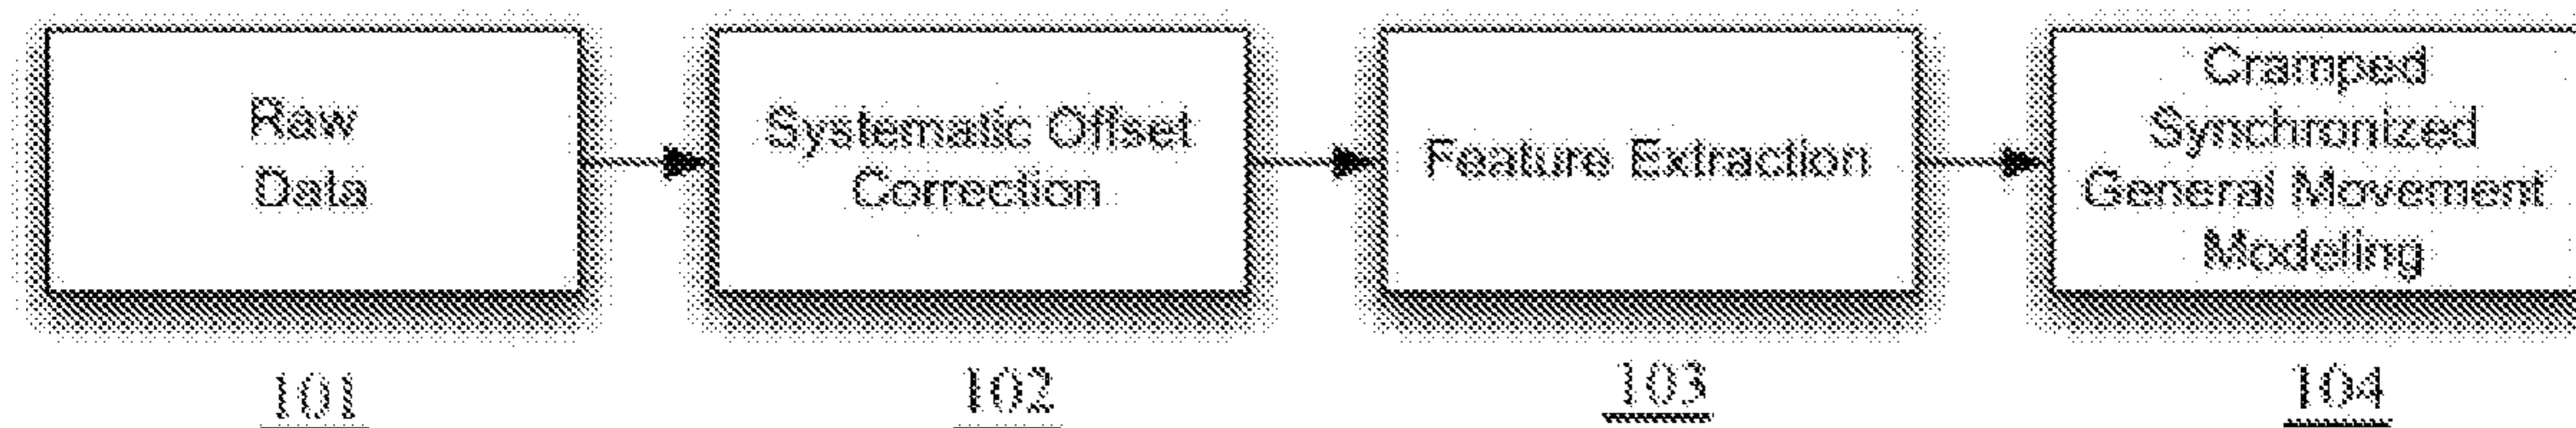 Raw
Data
Systematic Offset
Correction
Feature Extraction
Cramped
Synchronized
General Movement
Modeling
101
102
103
104